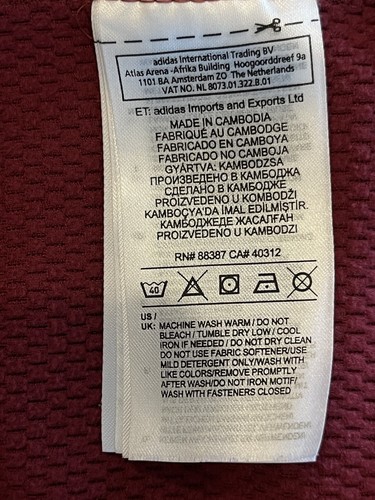 adidas International Trading BV
Atlas Arena -Afrika Building Hoogoorddreef 9a
1101 BA Amsterdam ZO The Netherlands
VAT NO. NL 8073.01.322.B.01
ET: adidas Imports and Exports Ltd
MADE IN CAMBODIA
FABRIQUÉ AU CAMBODGE
FABRICADO EN CAMBOYA
FABRICADO NO CAMBOJA
GYÁRTVA: KAMBODZSA
ПРОИЗВЕДЕНО В КАМБОДЖА
СДЕЛАНО В КАМБОДЖЕ
PROIZVEDENO U KOMBODŽI
KAMBOÇYA'DA İMAL EDİLMİŞTİR.
КАМБОДЖЕДЕ ЖАСАЛҒАН
PROIZVEDENO U KAMBODZI
RN# 88387 CA# 40312
40
US /
UK: MACHINE WASH WARM / DO NOT
BLEACH / TUMBLE DRY LOW / COOL
IRON IF NEEDED / DO NOT DRY CLEAN
DO NOT USE FABRIC SOFTENER/USE
MILD DETERGENT ONLY/WASH WITH
LIKE COLORS/REMOVE PROMPTLY
AFTER WASH/DO NOT IRON MOTIF/
WASH WITH FASTENERS CLOSED